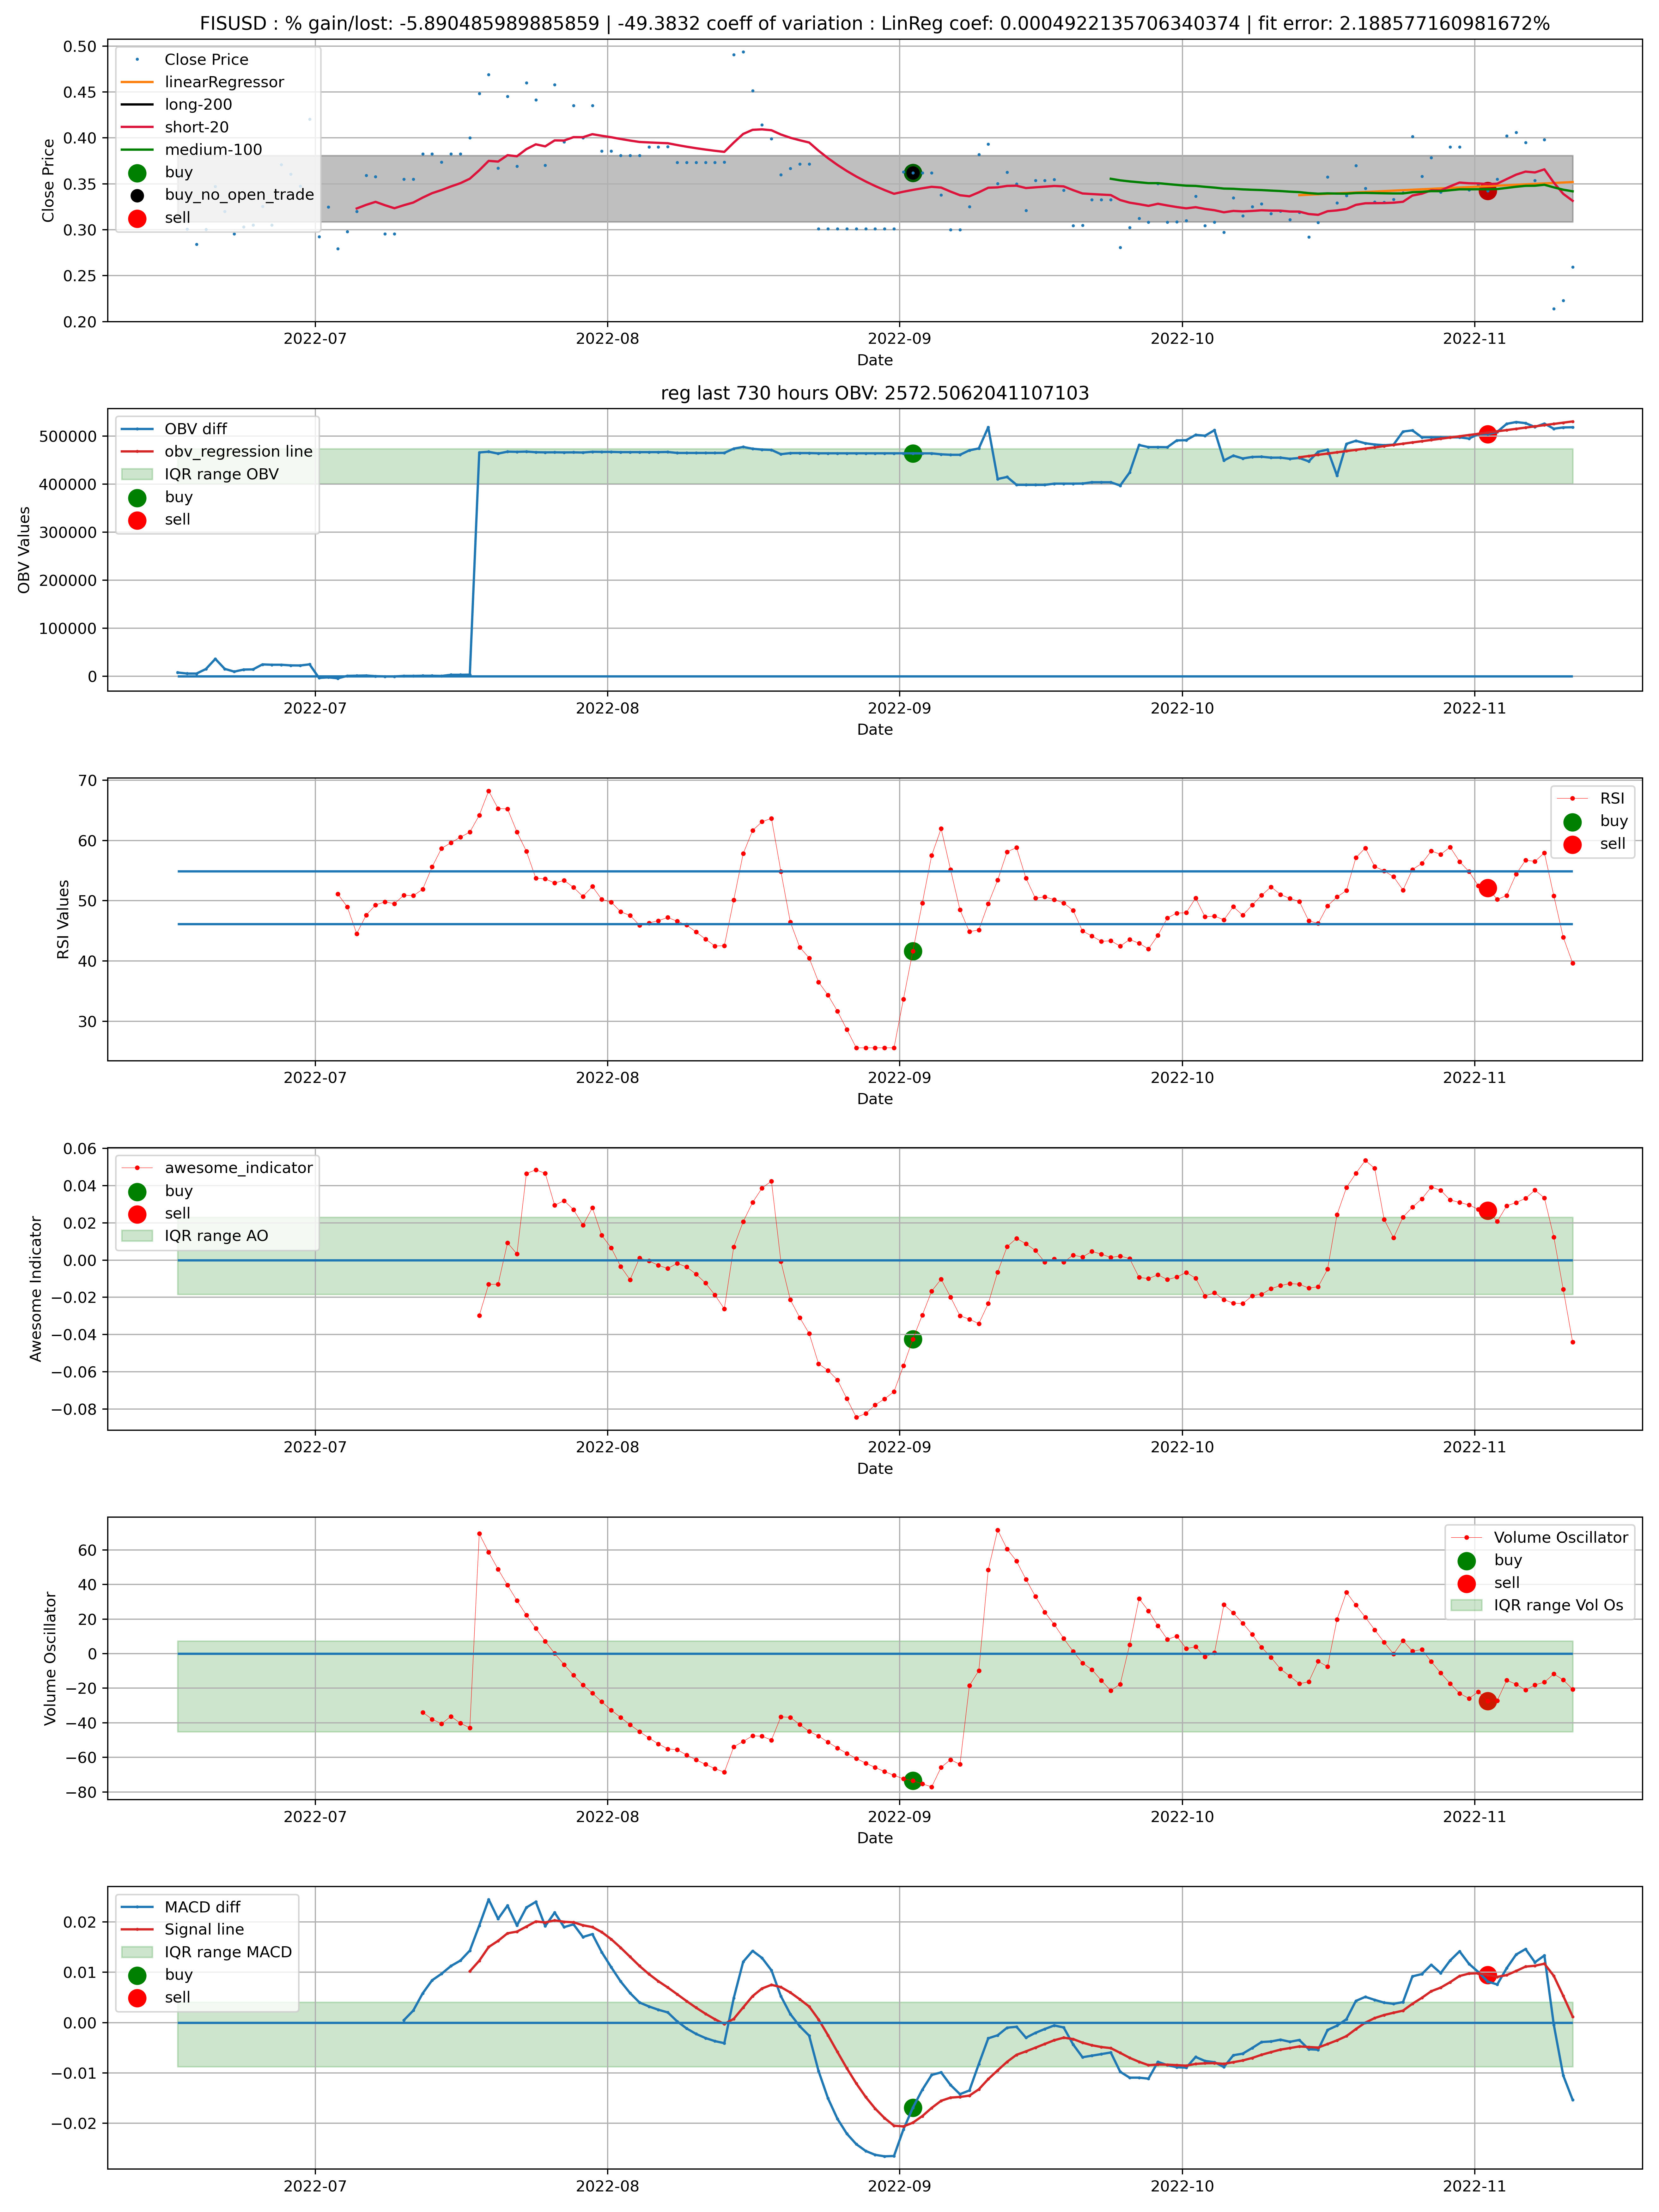 FISUSD : % gain/lost: -5.890485989885859 | -49.3832 coeff of variation : LinReg coef: 0.0004922135706340374 | fit error: 2.188577160981672%
Close Price
0.50
0.45
0.40
0.35
0.30
0.25
0.20
Close Price
linearRegressor
long-200
short-20
medium-100
buy
buy_no_open_trade
sell
2022-07 2022-08 2022-09 2022-10 2022-11
Date
reg last 730 hours OBV: 2572.5062041107103
OBV Values
500000
400000
300000
200000
100000
0
OBV diff
obv_regression line
IQR range OBV
buy
sell
2022-07 2022-08 2022-09 2022-10 2022-11
Date
RSI Values
70
60
50
40
30
RSI
buy
sell
2022-07 2022-08 2022-09 2022-10 2022-11
Date
Awesome Indicator
0.06
0.04
0.02
0.00
−0.02
−0.04
−0.06
−0.08
awesome_indicator
buy
sell
IQR range AO
2022-07 2022-08 2022-09 2022-10 2022-11
Date
Volume Oscillator
60
40
20
0
−20
−40
−60
−80
Volume Oscillator
buy
sell
IQR range Vol Os
2022-07 2022-08 2022-09 2022-10 2022-11
Date
0.02
0.01
0.00
−0.01
−0.02
MACD diff
Signal line
IQR range MACD
buy
sell
2022-07 2022-08 2022-09 2022-10 2022-11